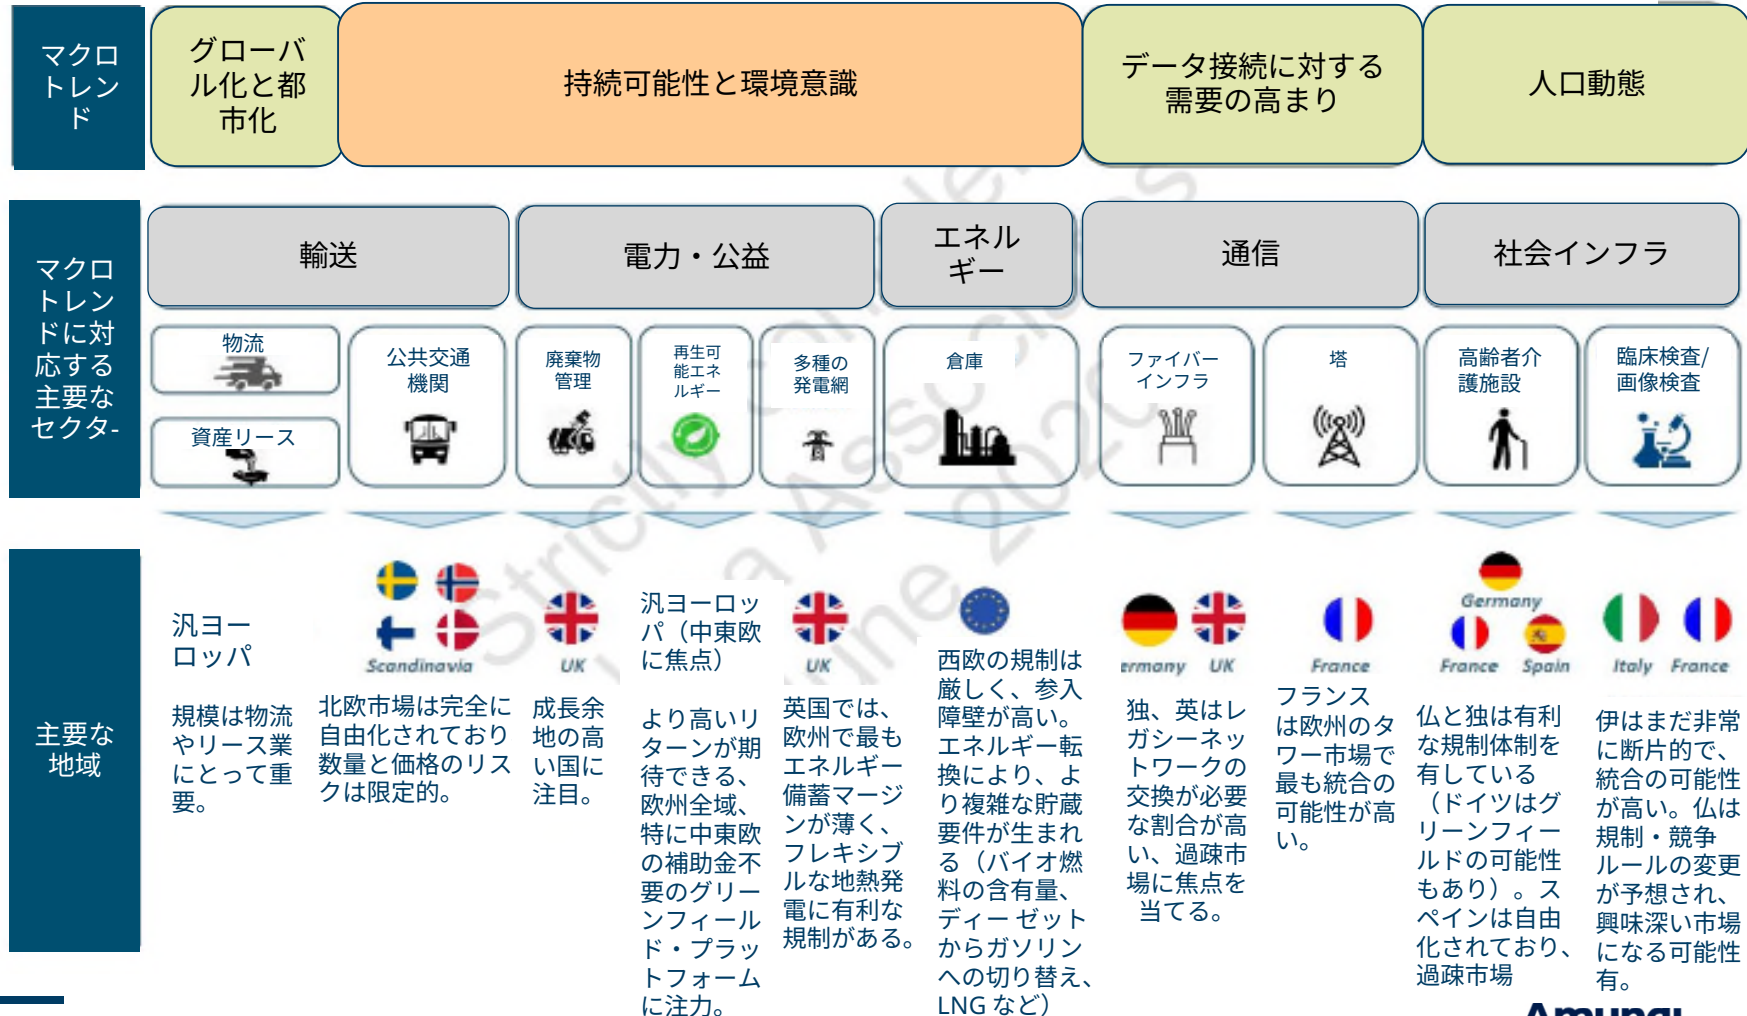 マクロ
トレン
ド
グローバ
ル化と都
市化
持続可能性と環境意識
データ接続に対する
需要の高まり
人口動態
マクロ
トレン
ドに対
応する
主要な
セクタ-
輸送
電力・公益
エネル
ギー
通信
社会インフラ
物流
資産リース
公共交通
機関
廃棄物
管理
再生可
能エネ
ルギー
多種の
発電網
倉庫
ファイバー
インフラ
塔
高齢者介
護施設
臨床検査/
画像検査
主要な
地域
汎ヨー
ロッパ
規模は物流
やリース業
にとって重
要。
Scandinavia
北欧市場は完全に
自由化されており
数量と価格のリス
クは限定的。
UK
成長余
地の高
い国に
注目。
汎ヨーロッ
パ（中東欧
に焦点）
より高いリ
ターンが期
待できる、
欧州全域、
特に中東欧
の補助金不
要のグリー
ンフィール
ド・プラッ
トフォーム
に注力。
UK
英国では、
欧州で最も
エネルギー
備蓄マージ
ンが薄く、
フレキシブ
ルな地熱発
電に有利な
規制がある。
西欧の規制は
厳しく、参入
障壁が高い。
エネルギー転
換により、よ
り複雑な貯蔵
要件が生まれ
る（バイオ燃
料の含有量、
ディー ゼット
からガソリン
への切り替え、
LNG など）
ermany UK
独、英はレ
ガシーネッ
トワークの
交換が必要
な割合が高
い、過疎市
場に焦点を
当てる。
France
フランス
は欧州のタ
ワー市場で
最も統合の
可能性が高
い。
Germany
France Spain
仏と独は有利
な規制体制を
有している
（ドイツはグ
リーンフィー
ルドの可能性
もあり）。ス
ペインは自由
化されており、
過疎市場
Italy France
伊はまだ非常
に断片的で、
統合の可能性
が高い。仏は
規制・競争
ルールの変更
が予想され、
興味深い市場
になる可能性
有。
Amundi